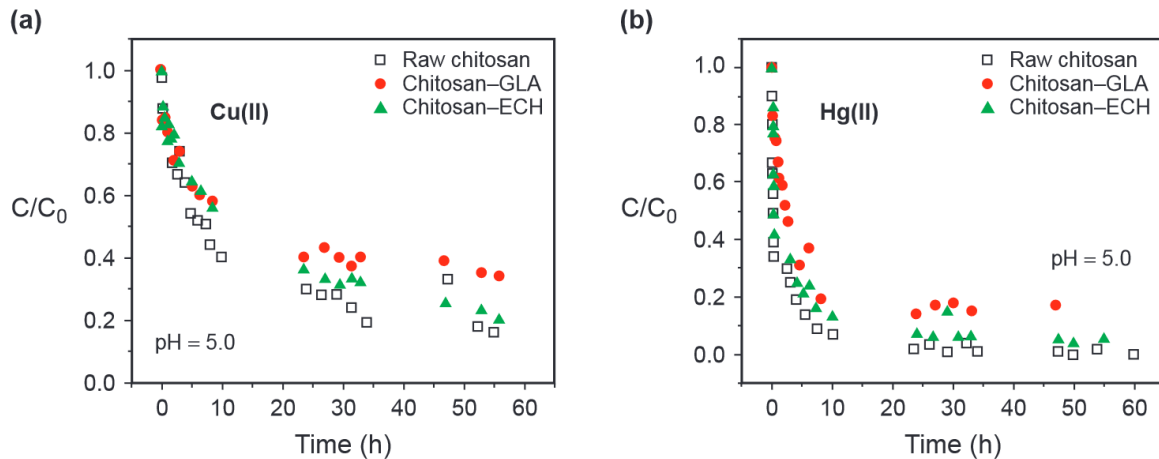 (a)
Raw chitosan
Chitosan–GLA
Chitosan–ECH
Cu(II)
C/C0
1.0
0.8
0.6
0.4
0.2
0.0
pH = 5.0
0 10 20 30 40 50 60
Time (h)
(b)
Raw chitosan
Chitosan–GLA
Chitosan–ECH
Hg(II)
C/C0
1.0
0.8
0.6
0.4
0.2
0.0
pH = 5.0
0 10 20 30 40 50 60
Time (h)